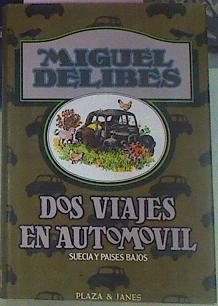 MIGUEL
DELIBES
DOS VIAJES
EN AUTOMOVIL
SUECIA Y PAISES BAJOS
PLAZA & JANES